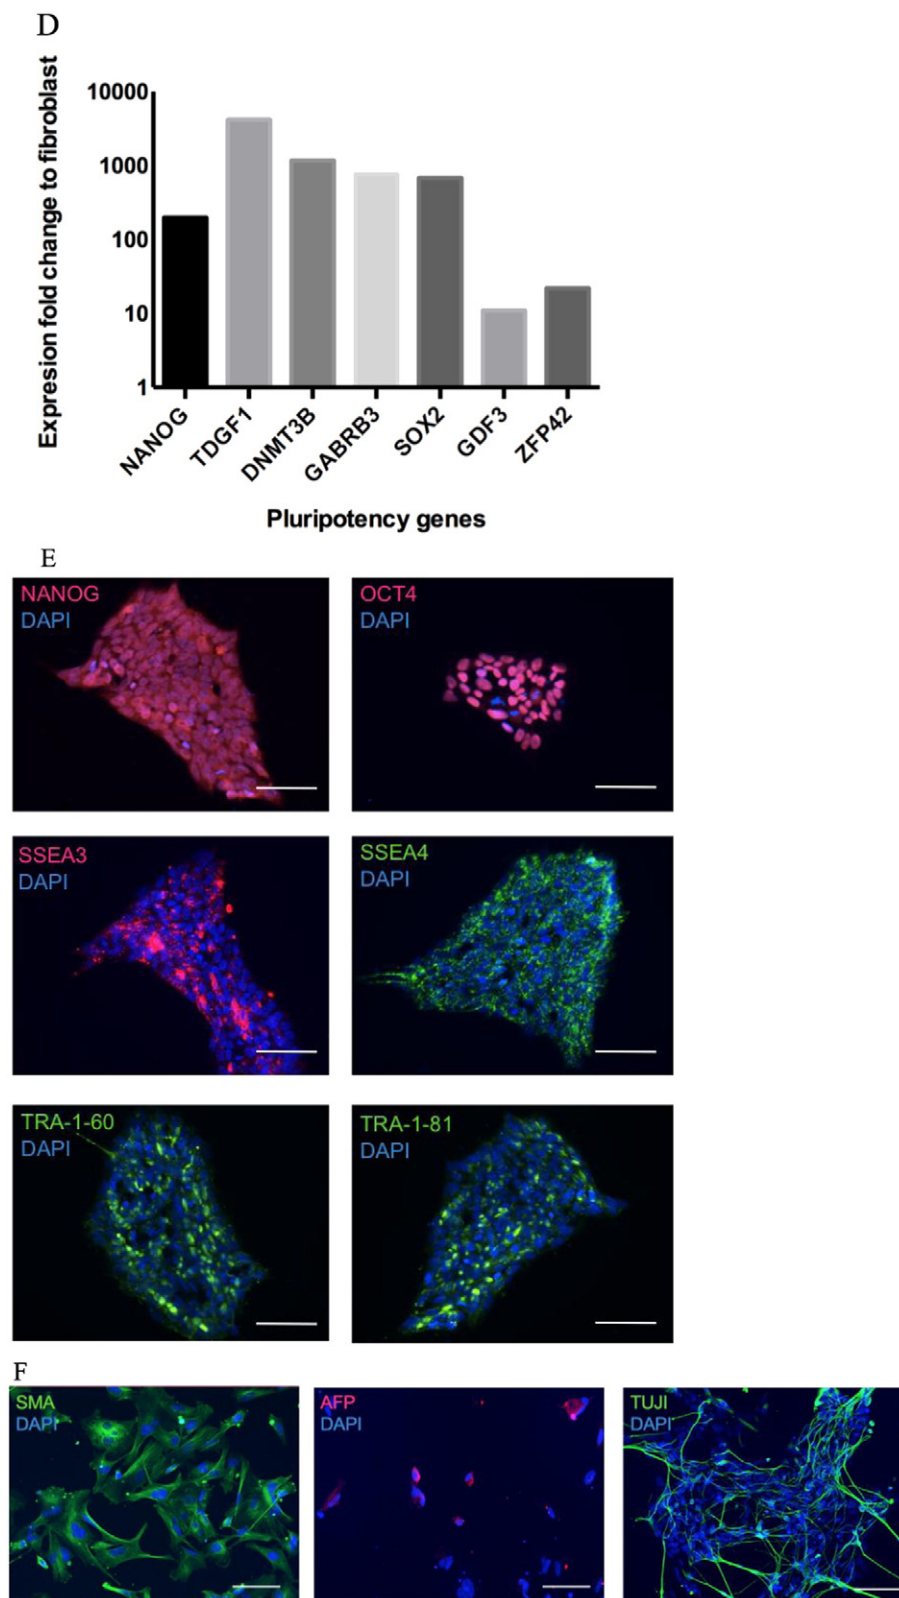 D
Expresion fold change to fibroblast
10000
1000
100
10
1
NANOG
TDGF1
DNMT3B
GABRB3
SOX2
GDF3
ZFP42
Pluripotency genes
E
NANOG
DAPI
OCT4
DAPI
SSEA3
DAPI
SSEA4
DAPI
TRA-1-60
DAPI
TRA-1-81
DAPI
F
SMA
DAPI
AFP
DAPI
TUJI
DAPI